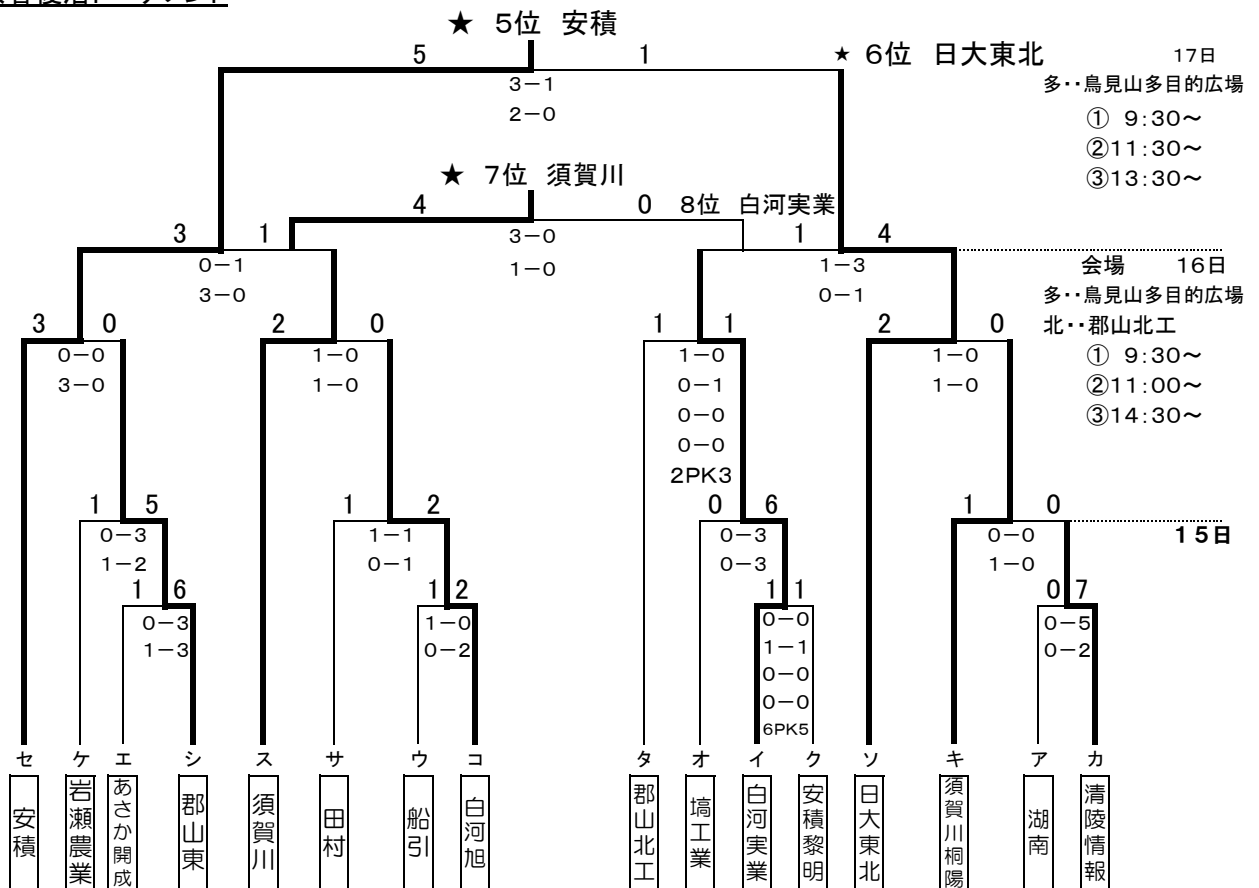 ★ 5位 安積
5
1
★ 6位 日大東北
17日
3-1
2-0
多・・鳥見山多目的広場
① 9:30~
②11:30~
③13:30~
★ 7位 須賀川
4
0 8位 白河実業
3-0
1-0
3 1
0-1
3-0
1 4
1-3
0-1
会場 16日
多・・鳥見山多目的広場
北・・郡山北工
① 9:30~
②11:00~
③14:30~
3 0
0-0
3-0
2 0
1-0
1-0
1 1
1-0
0-1
0-0
0-0
2PK3
2 0
1-0
1-0
1 5
0-3
1-2
1 2
1-1
0-1
0 6
0-3
0-3
1 0
0-0
1-0
15日
1 6
0-3
1-3
1 2
1-0
0-2
1 1
0-0
1-1
0-0
0-0
6PK5
0 7
0-5
0-2
セ ケ エ シ ス サ ウ コ タ オ イ ク ソ キ ア カ
安積
岩瀬農業
あさか開成
郡山東
須賀川
田村
船引
白河旭
郡山北工
塙工業
白河実業
安積黎明
日大東北
須賀川桐陽
湖南
清陵情報